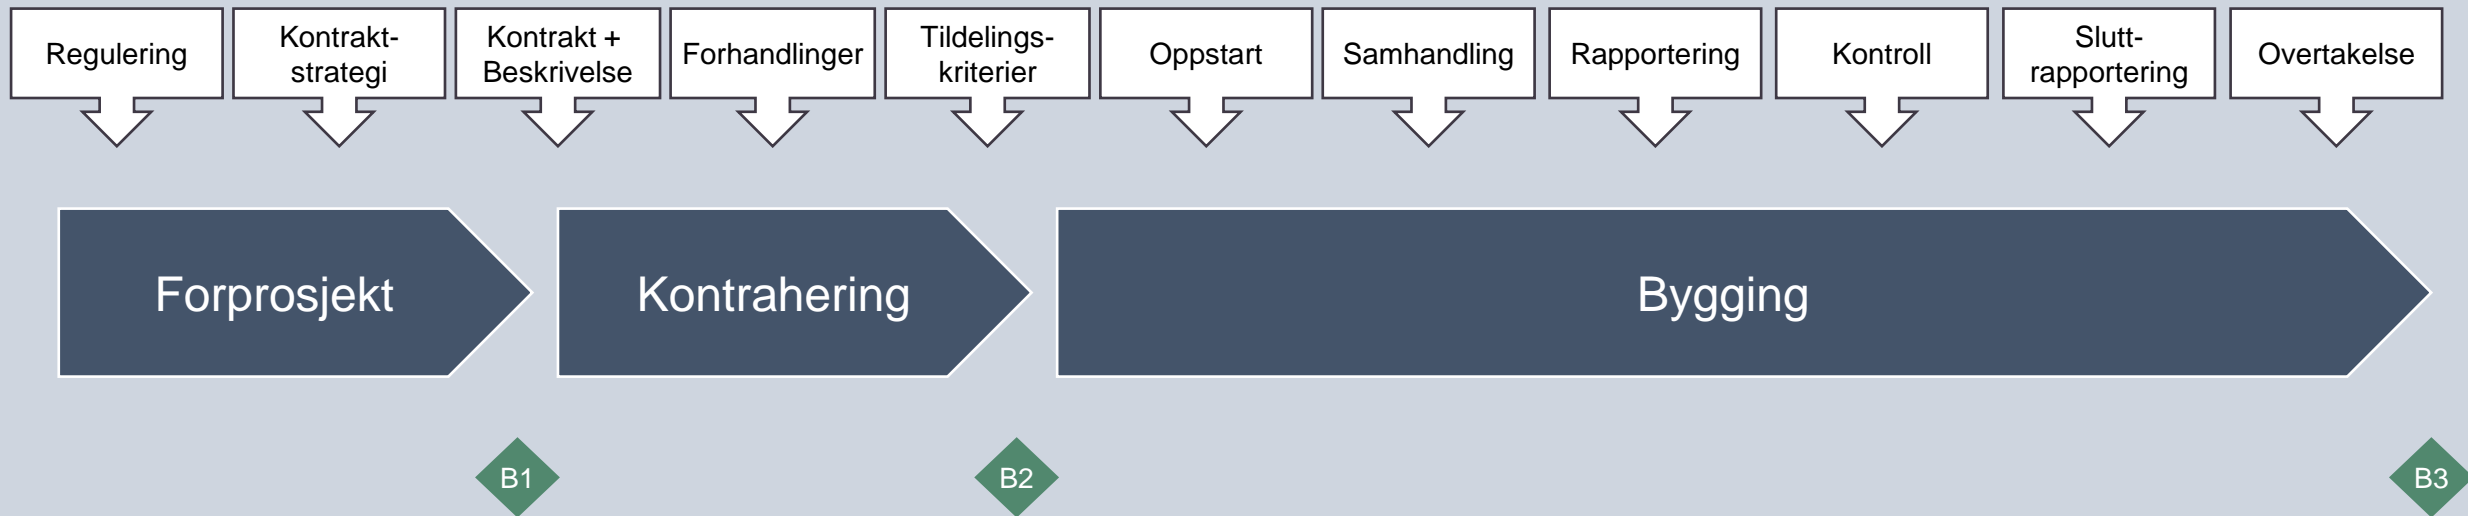 Regulering
Kontrakt-
strategi
Kontrakt +
Beskrivelse
Forhandlinger
Tildelings-
kriterier
Oppstart
Samhandling
Rapportering
Kontroll
Slutt-
rapportering
Overtakelse
Forprosjekt
Kontrahering
Bygging
B1
B2
B3